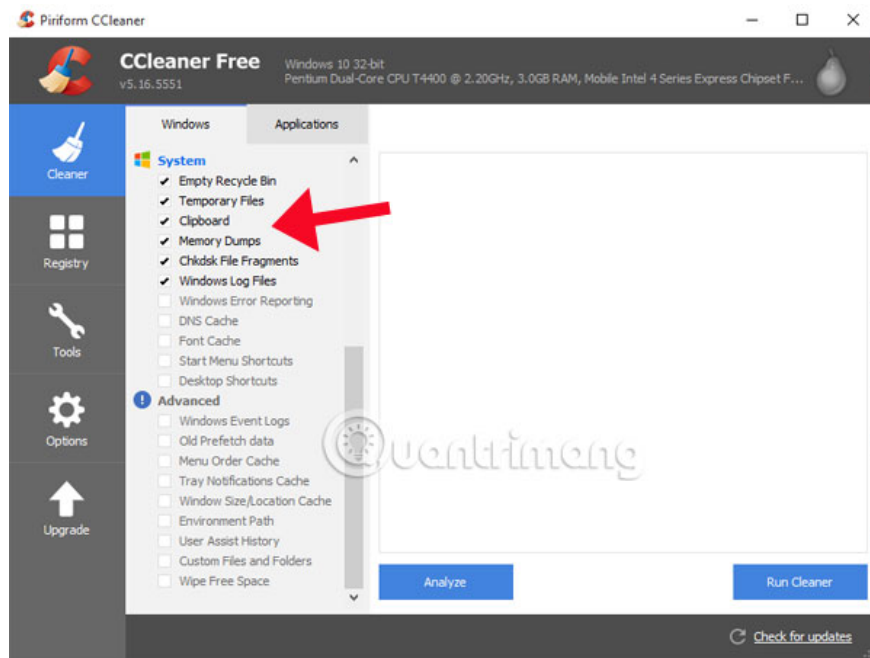 Piriform CCleaner
CCleaner Free
v5.16.5551
Windows 10 32-bit
Pentium Dual-Core CPU T4400 @ 2.20GHz, 3.0GB RAM, Mobile Intel 4 Series Express Chipset F...
Cleaner
Registry
Tools
Options
Upgrade
Windows Applications
System
Empty Recycle Bin
Temporary Files
Clipboard
Memory Dumps
Chkdsk File Fragments
Windows Log Files
Windows Error Reporting
DNS Cache
Font Cache
Start Menu Shortcuts
Desktop Shortcuts
Advanced
Windows Event Logs
Old Prefetch data
Menu Order Cache
Tray Notifications Cache
Window Size/Location Cache
Environment Path
User Assist History
Custom Files and Folders
Wipe Free Space
Quantrimang
Analyze
Run Cleaner
Check for updates